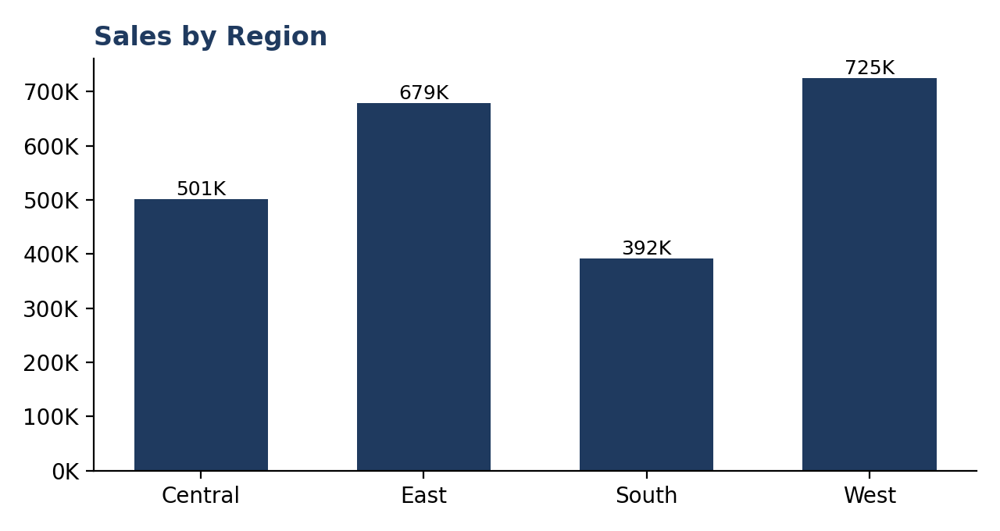 Sales by Region
725K
700K
679K
600K
501K
500K
400K
392K
300K
200K
100K
0K
Central East South West